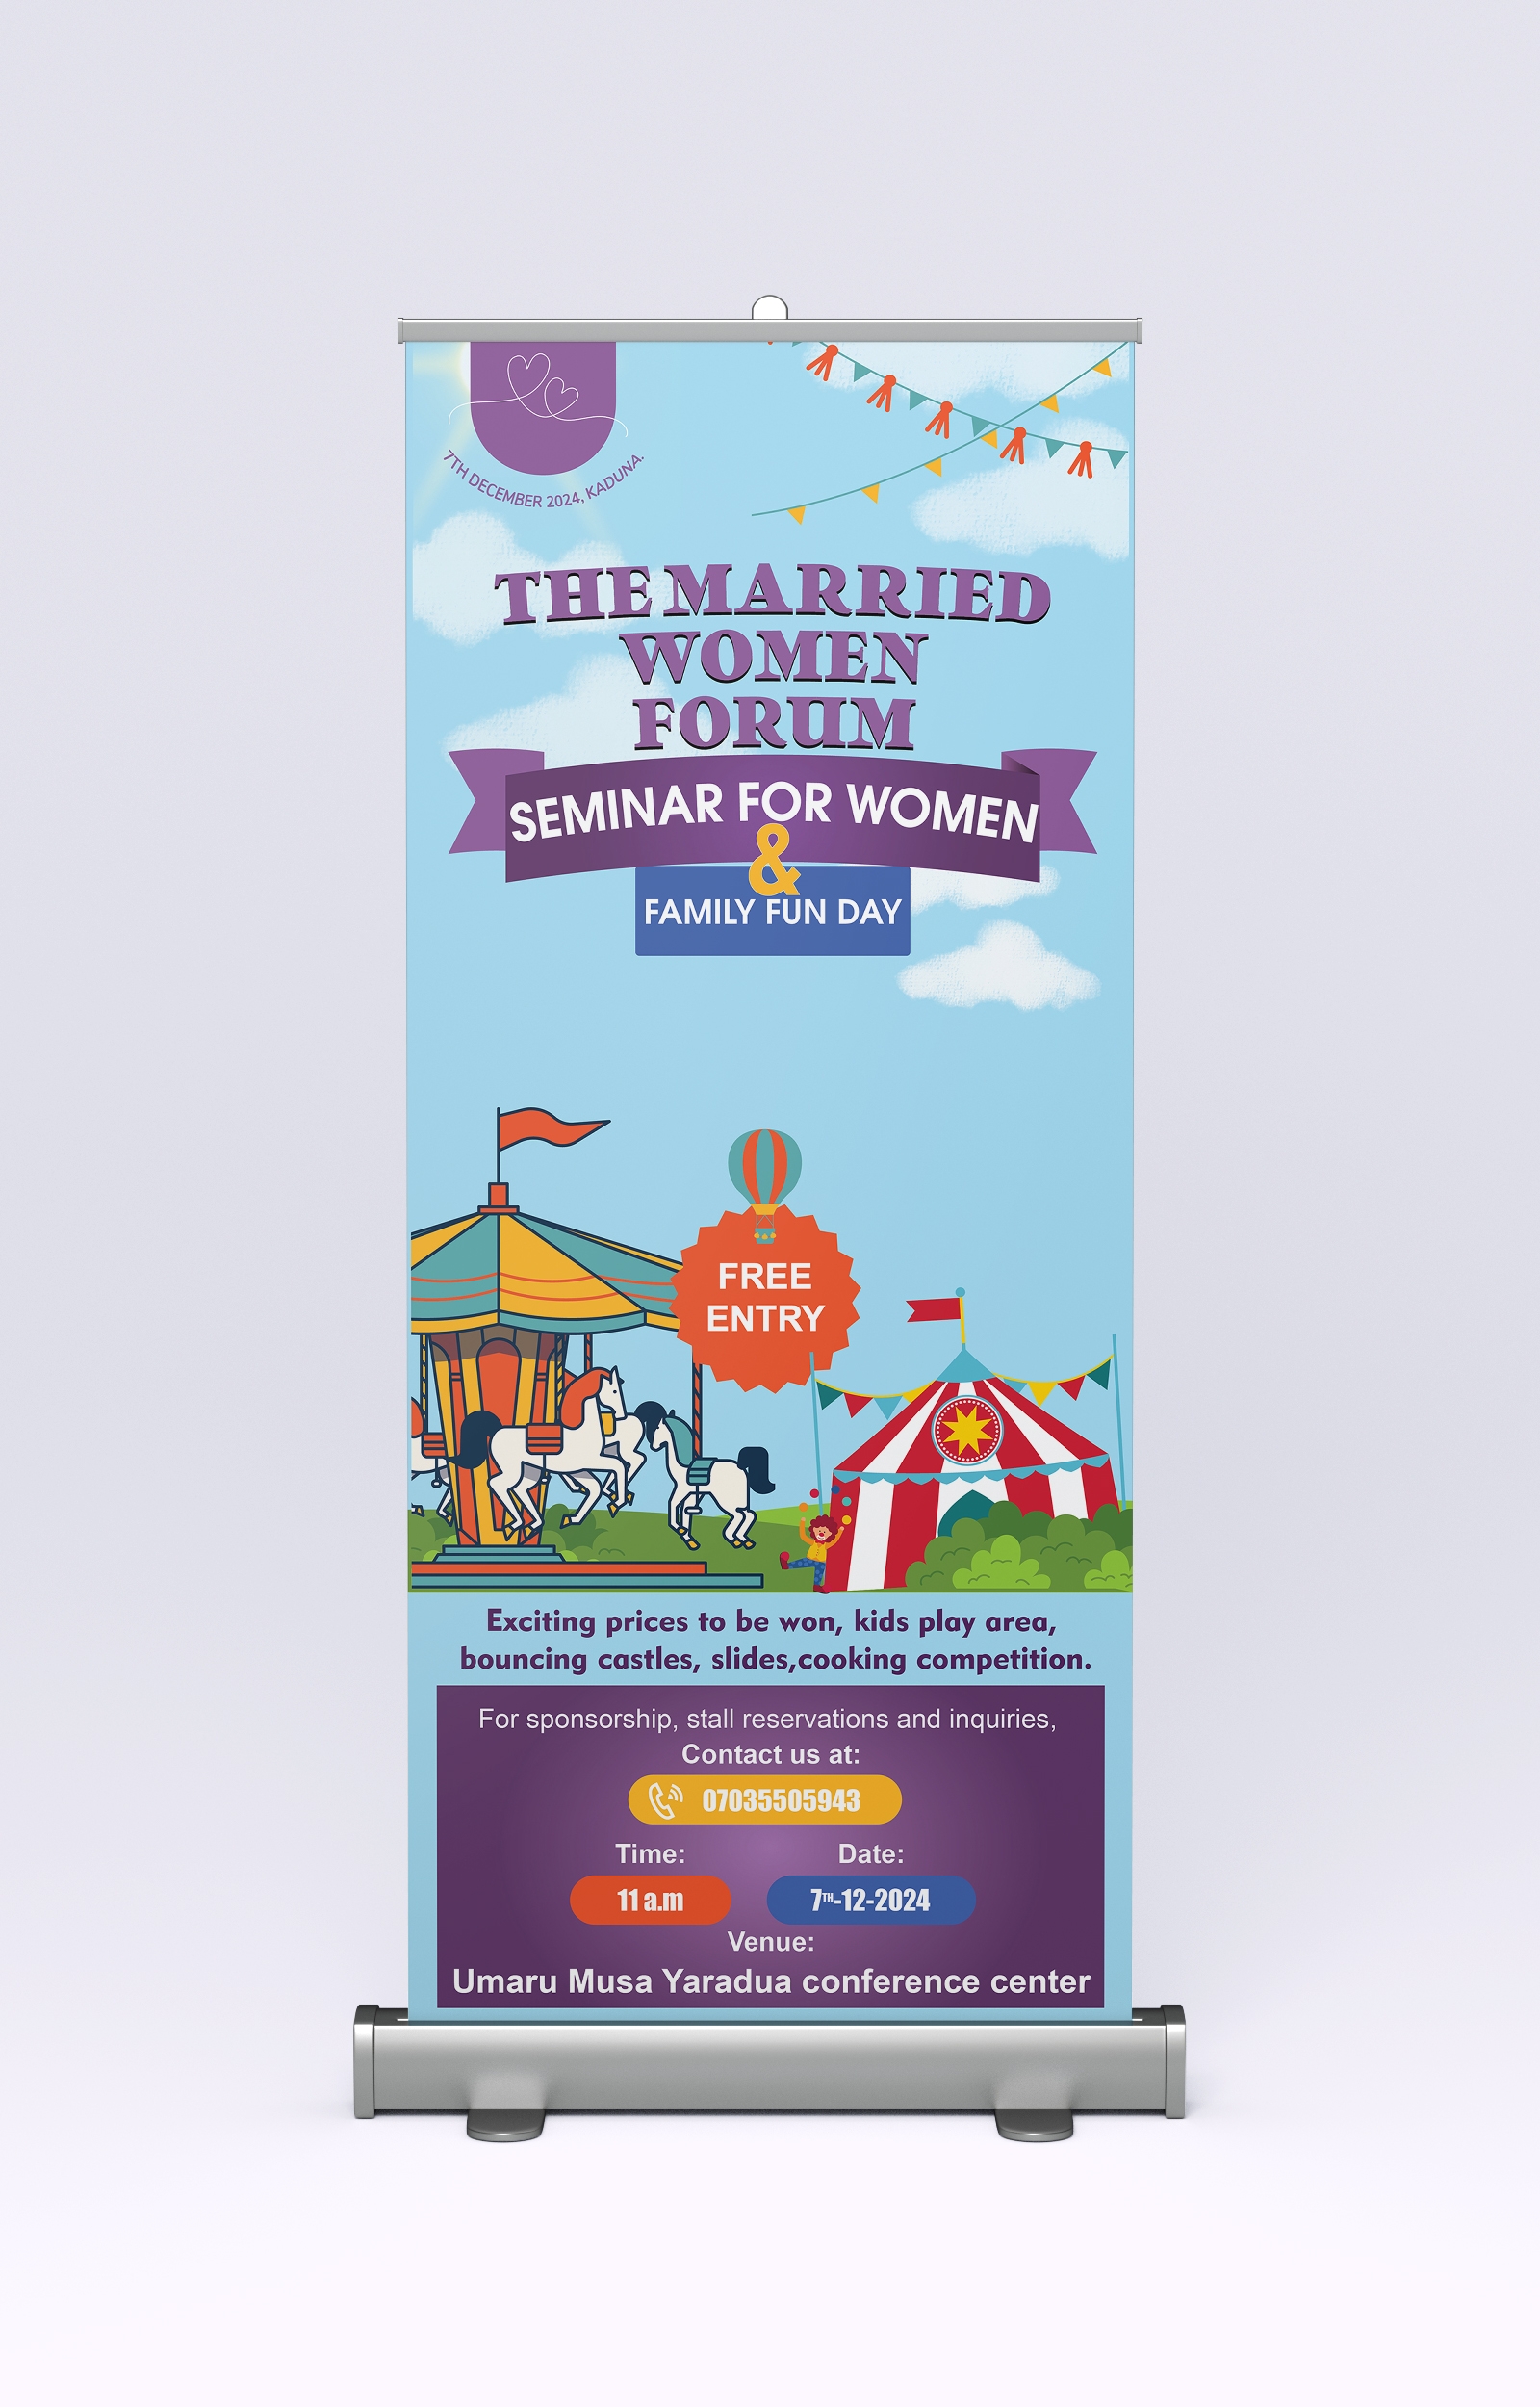 7TH DECEMBER 2024, KADUNA.
THE MARRIED
WOMEN
FORUM
SEMINAR FOR WOMEN
&
FAMILY FUN DAY
FREE
ENTRY
Exciting prices to be won, kids play area,
bouncing castles, slides,cooking competition.
For sponsorship, stall reservations and inquiries,
Contact us at:
07035505943
Time: Date:
11 a.m 7TH-12-2024
Venue:
Umaru Musa Yaradua conference center